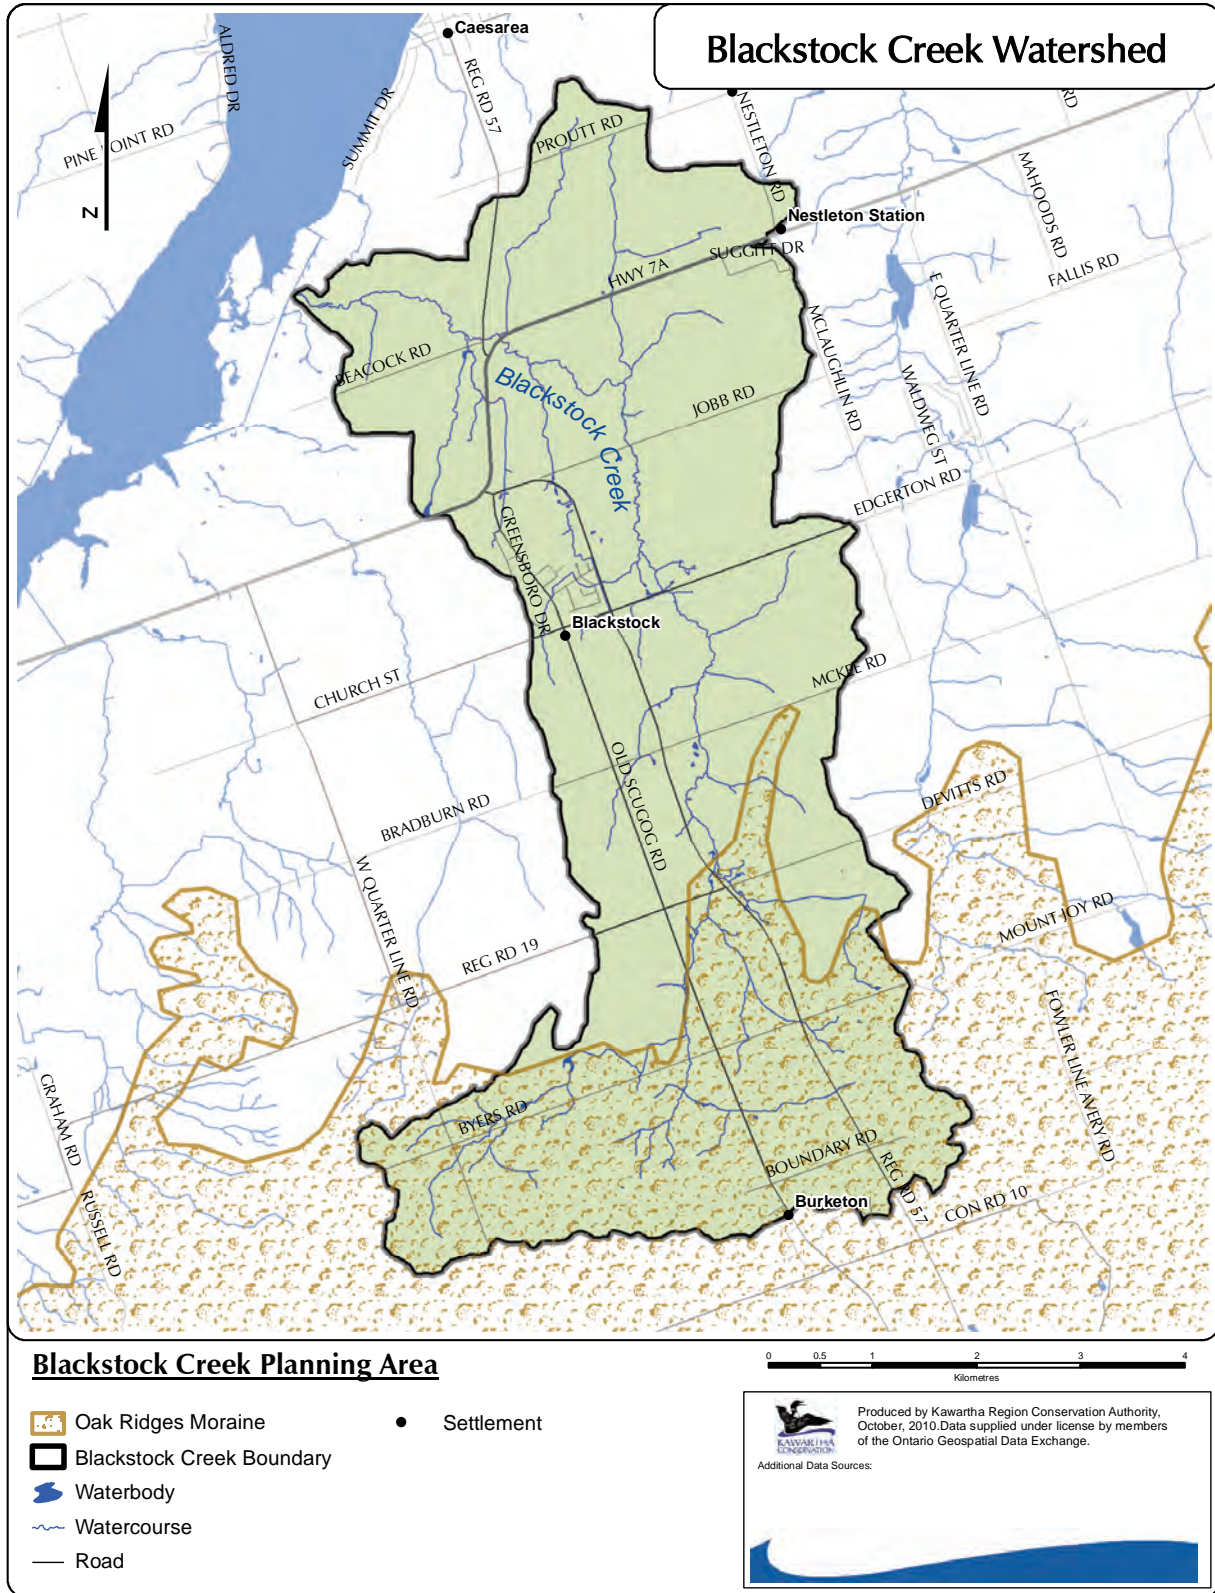 Blackstock Creek Watershed
Caesarea
ALDRED DR
REG RD 57
SUMMIT DR
PINE POINT RD
PROUTT RD
NESTLETON RD
RD
MAHOODS RD
N
Nestleton Station
SUGGITT DR
HWY 7A
FALLIS RD
E QUARTER LINE RD
MCLAUGHLIN RD
BEACOCK RD
WALDWEG ST
Blackstock Creek
JOBB RD
EDGERTON RD
GREENSBORO DR
Blackstock
CHURCH ST
MCKEE RD
OLD SCUGOG RD
BRADBURN RD
DEVITTS RD
W QUARTER LINE RD
MOUNT JOY RD
REG RD 19
FOWLER LINE AVERY RD
GRAHAM RD
BYERS RD
BOUNDARY RD
REG RD 57
RUSSELL RD
Burketon
CON RD 10
Blackstock Creek Planning Area
Oak Ridges Moraine
Blackstock Creek Boundary
Waterbody
Watercourse
Road
Settlement
0 0.5 1 2 3 4
Kilometres
KAWARTHA
CONSERVATION
Produced by Kawartha Region Conservation Authority,
October, 2010.Data supplied under license by members
of the Ontario Geospatial Data Exchange.
Additional Data Sources: